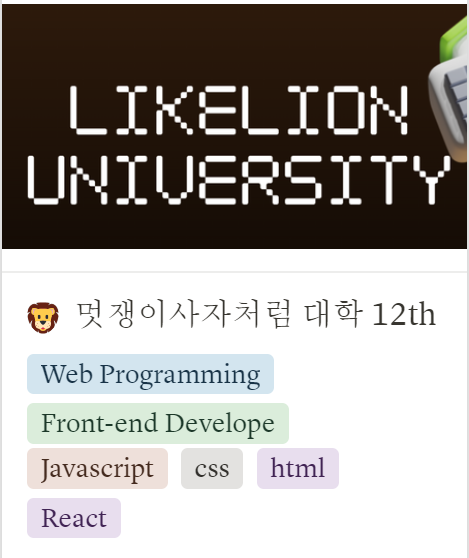 LIKELION
UNIVERSITY
멋쟁이사자처럼 대학 12th
Web Programming
Front-end Develope
Javascript css html
React